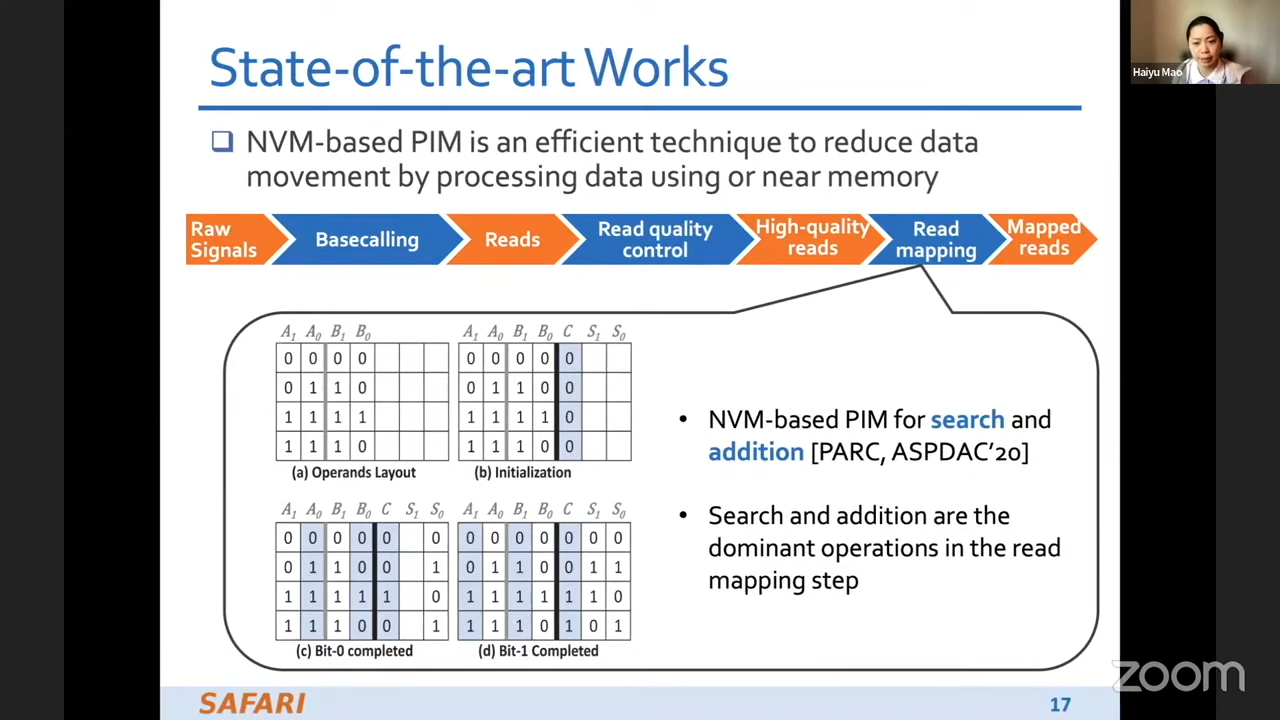 State-of-the-art Works
Haiyu Mao
❑ NVM-based PIM is an efficient technique to reduce data
movement by processing data using or near memory
Raw
Signals
Basecalling
Reads
Read quality
control
High-quality
reads
Read
mapping
Mapped
reads
A1 A0 B1 B0
0 0 0 0
0 1 1 0
1 1 1 1
1 1 1 0
(a) Operands Layout
A1 A0 B1 B0 C S1 S0
0 0 0 0 0
0 1 1 0 0
1 1 1 1 0
1 1 1 0 0
(b) Initialization
A1 A0 B1 B0 C S1 S0
0 0 0 0 0 0
0 1 1 0 0 1
1 1 1 1 1 0
1 1 1 0 0 1
(c) Bit-0 completed
A1 A0 B1 B0 C S1 S0
0 0 0 0 0 0 0
0 1 1 0 0 1 1
1 1 1 1 1 1 0
1 1 1 0 1 0 1
(d) Bit-1 Completed
• NVM-based PIM for search and
addition [PARC, ASPDAC'20]
• Search and addition are the
dominant operations in the read
mapping step
SAFARI
17
zoom